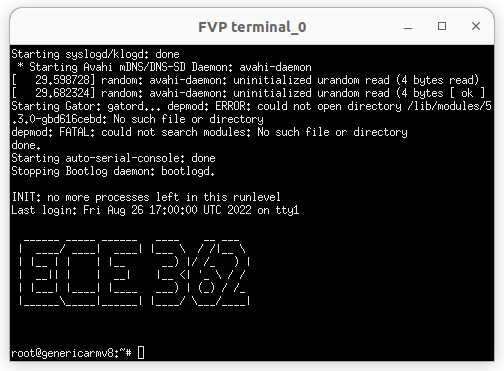 FVP terminal_0
Starting syslogd/klogd: done
 * Starting Avahi mDNS/DNS-SD Daemon: avahi-daemon
[   29.598728] random: avahi-daemon: uninitialized urandom read (4 bytes read)
[   29.682324] random: avahi-daemon: uninitialized urandom read (4 bytes [ ok ]
Starting Gator: gatord... depmod: ERROR: could not open directory /lib/modules/5
.3.0-gbd616cebd: No such file or directory
depmod: FATAL: could not search modules: No such file or directory
done.
Starting auto-serial-console: done
Stopping Bootlog daemon: bootlogd.
INIT: no more processes left in this runlevel
Last login: Fri Aug 26 17:00:00 UTC 2022 on tty1
ECE 362
root@genericarmv8:~#